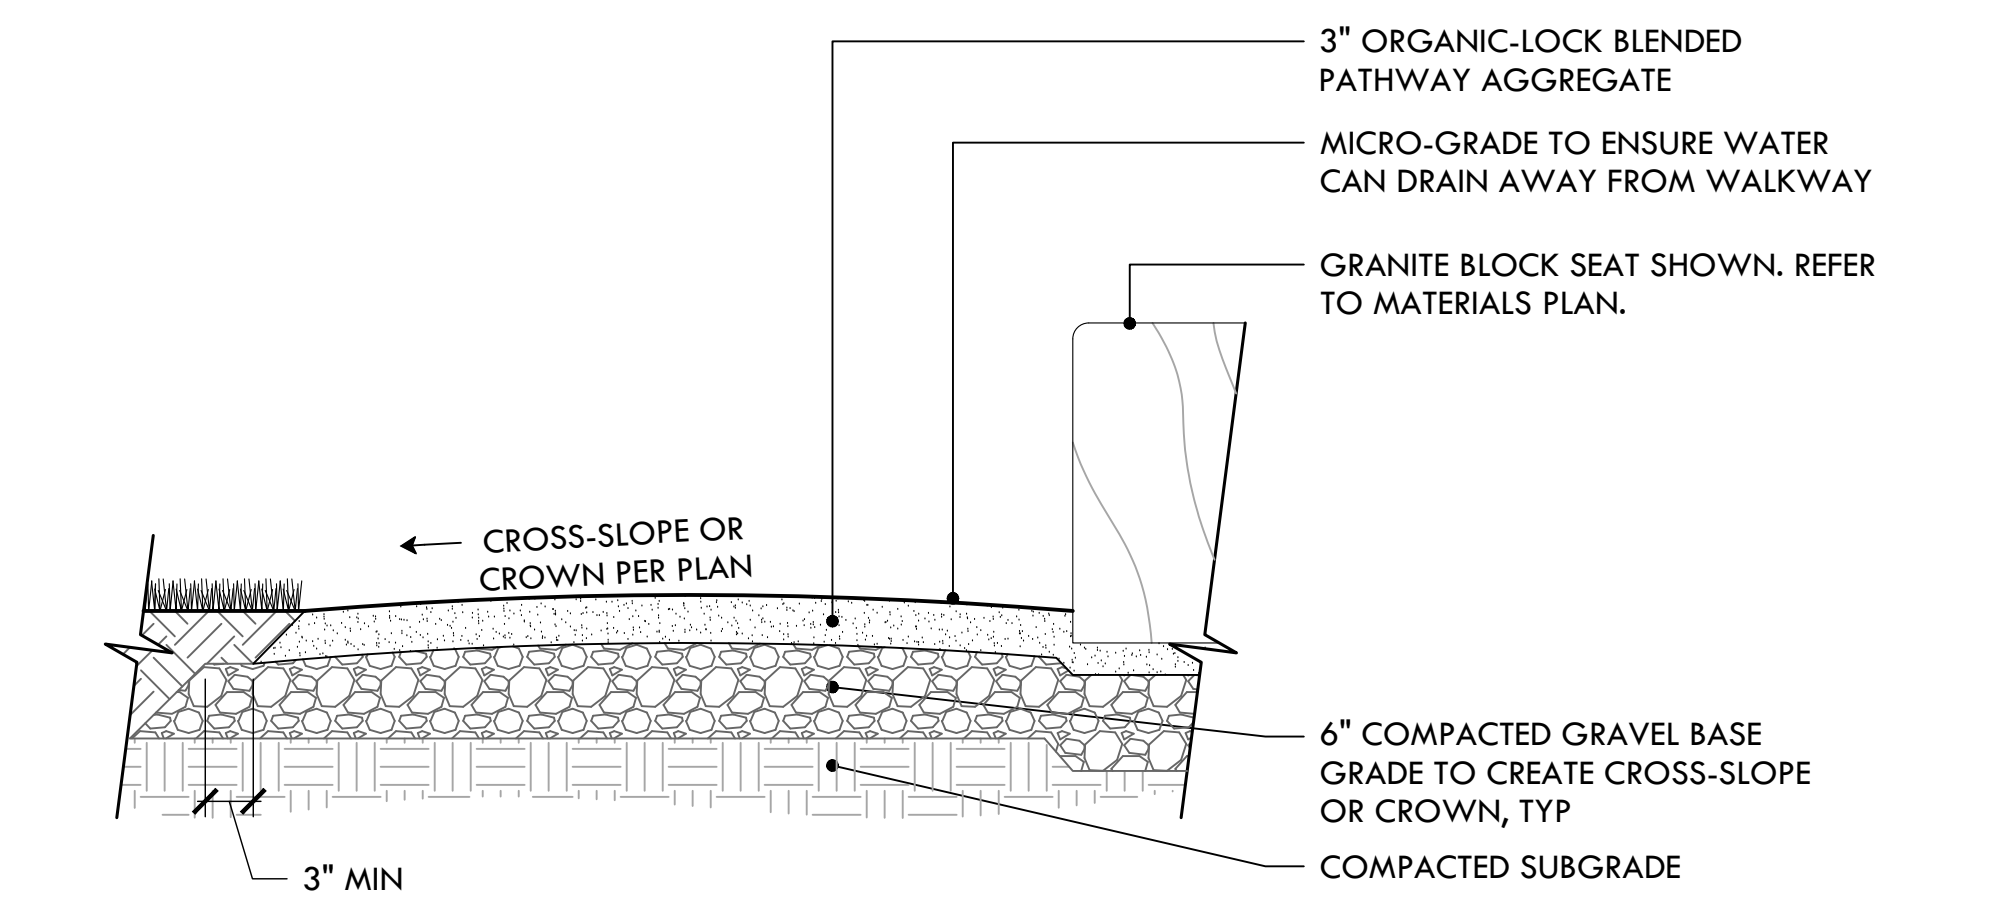 3" ORGANIC-LOCK BLENDED
PATHWAY AGGREGATE
MICRO-GRADE TO ENSURE WATER
CAN DRAIN AWAY FROM WALKWAY
GRANITE BLOCK SEAT SHOWN. REFER
TO MATERIALS PLAN.
CROSS-SLOPE OR
CROWN PER PLAN
6" COMPACTED GRAVEL BASE
GRADE TO CREATE CROSS-SLOPE
OR CROWN, TYP
COMPACTED SUBGRADE
3" MIN